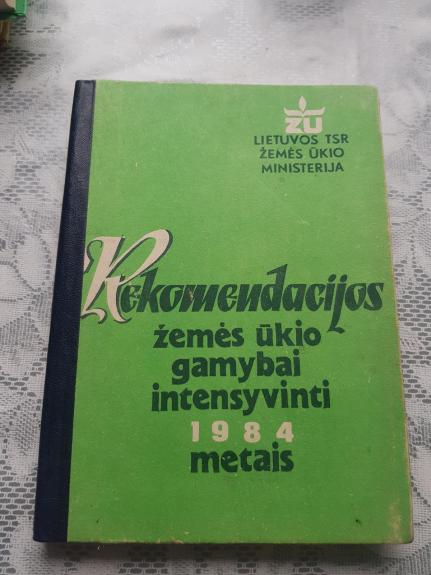 ŽŪ
LIETUVOS TSR
ŽEMĖS ŪKIO
MINISTERIJA
Rekomendacijos
žemės ūkio
gamybai
intensyvinti
1984
metais